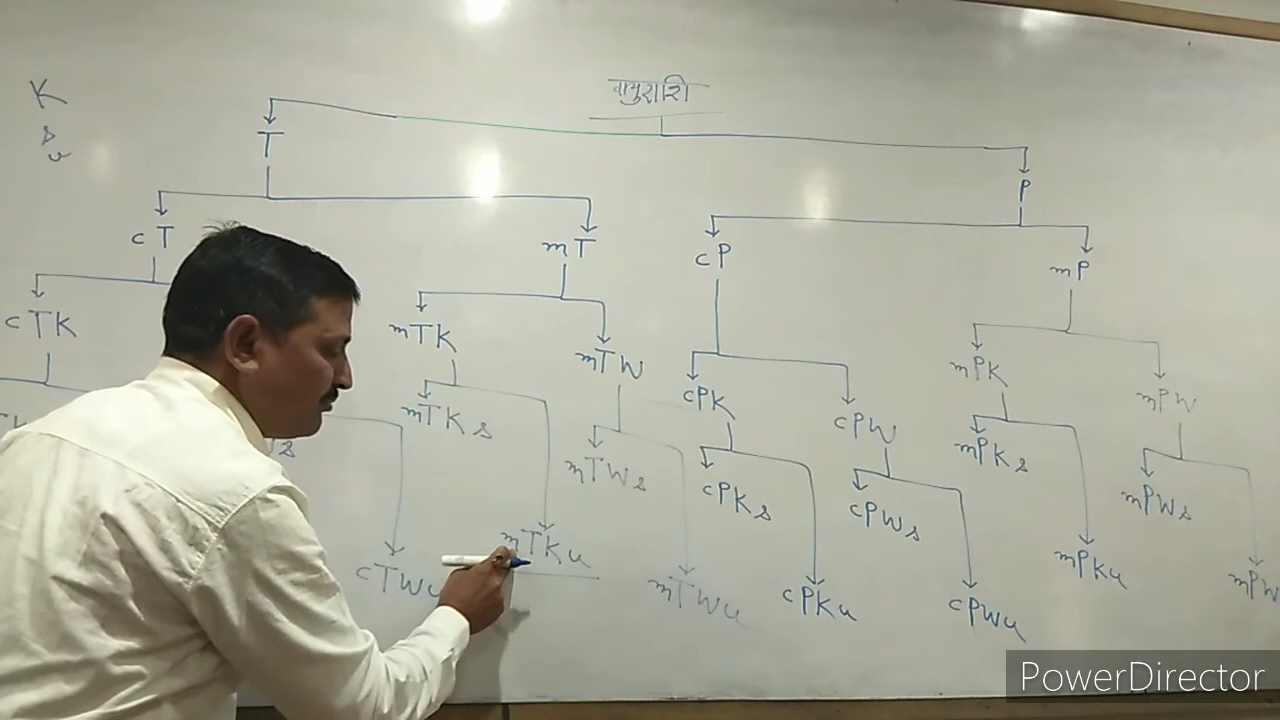 वायुराशि
K
s
u
T
P
cT
mT
cP
mP
cTK
mTK
mTW
cPK
cPW
mPK
mPW
mTKs
mTWs
cPKs
cPWs
mPKs
mPWs
cTWu
mTKu
mTWu
cPKu
cPWu
mPKu
mPW
PowerDirector